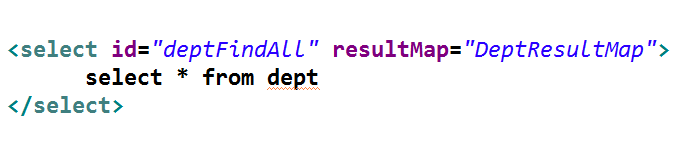 <select id="deptFindAll" resultMap="DeptResultMap">
select * from dept
</select>